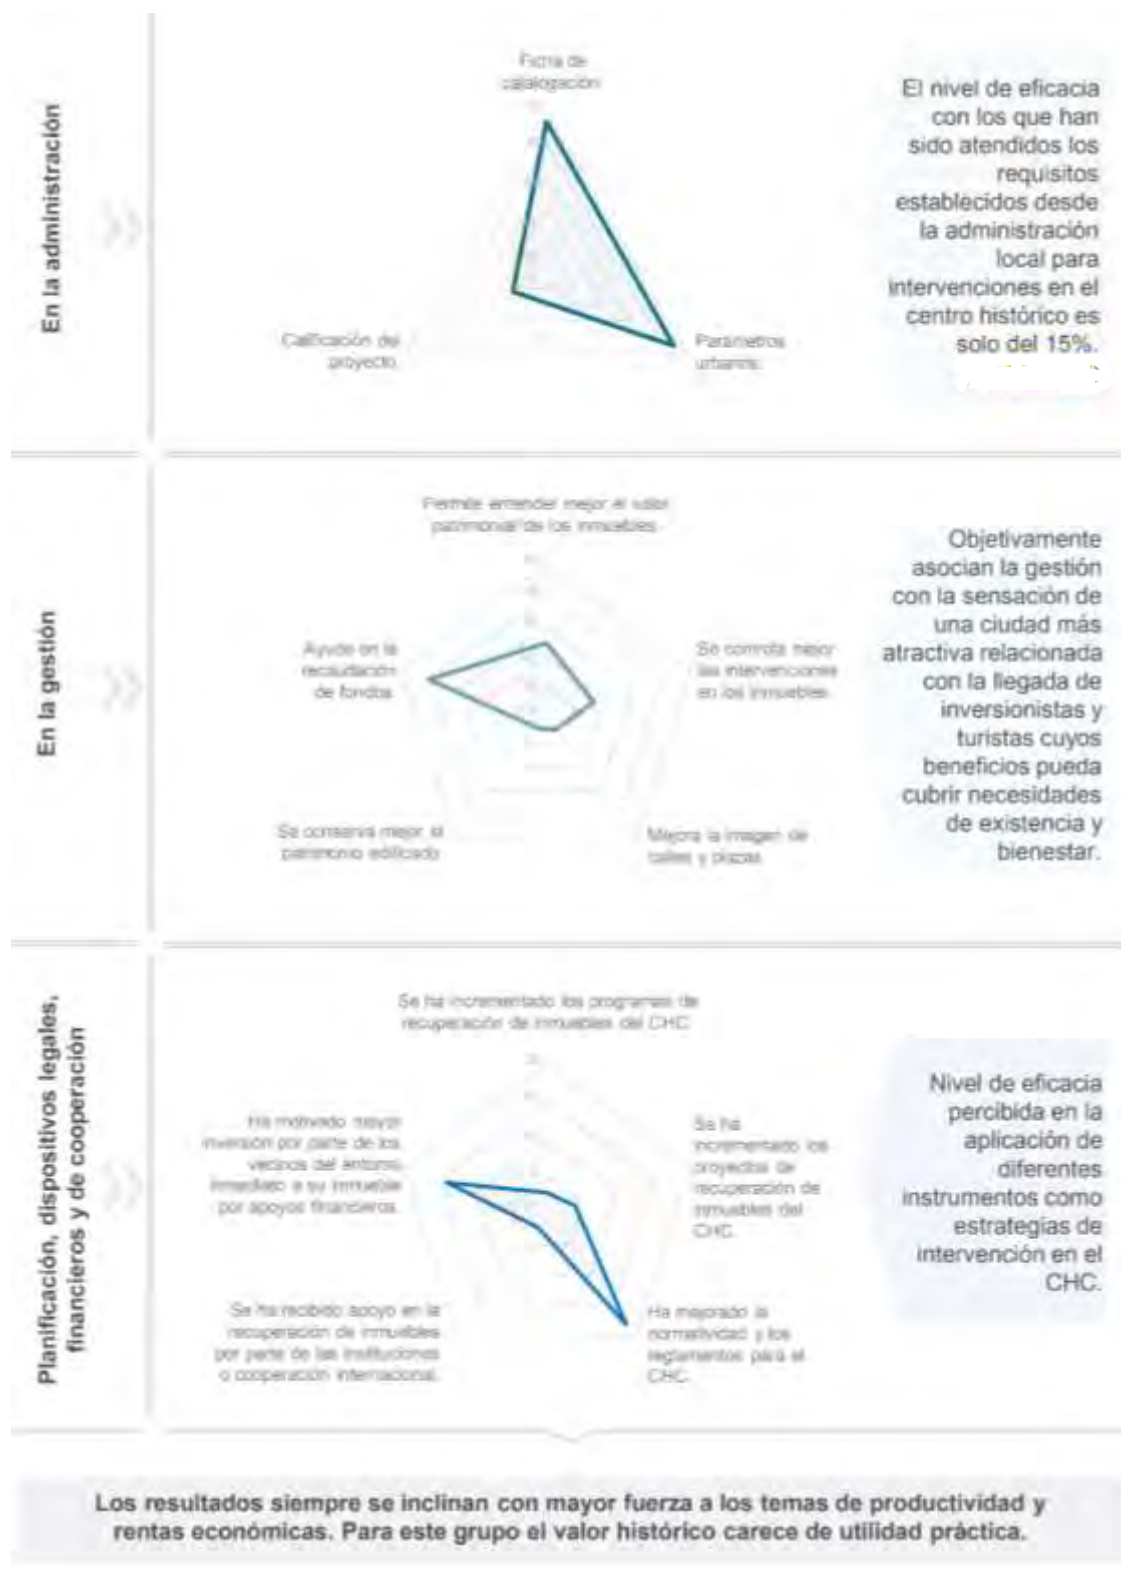 En la administración
Ficha de
catalogación
Calificación del
proyecto.
Parámetros
urbanos.
El nivel de eficacia
con los que han
sido atendidos los
requisitos
establecidos desde
la administración
local para
intervenciones en el
centro histórico es
solo del 15%.
En la gestión
Permite entender mejor el valor
patrimonial de los inmuebles.
Ayuda en la
recaudación
de fondos.
Se controla mejor
las intervenciones
en los inmuebles.
Se conserva mejor el
patrimonio edificado
Mejora la imagen de
calles y plazas
Objetivamente
asocian la gestión
con la sensación de
una ciudad más
atractiva relacionada
con la llegada de
inversionistas y
turistas cuyos
beneficios pueda
cubrir necesidades
de existencia y
bienestar.
Planificación, dispositivos legales,
financieros y de cooperación
Se ha incrementado los programas de
recuperación de inmuebles del CHC
Ha motivado mayor
inversión por parte de los
vecinos del entorno
inmediato a su inmueble
por apoyos financieros.
Se ha
incrementado los
proyectos de
recuperación de
inmuebles del
CHC.
Se ha recibido apoyo en la
recuperación de inmuebles
por parte de las instituciones
o cooperación internacional.
Ha mejorado la
normatividad y los
reglamentos para el
CHC.
Nivel de eficacia
percibida en la
aplicación de
diferentes
instrumentos como
estrategias de
intervención en el
CHC.
Los resultados siempre se inclinan con mayor fuerza a los temas de productividad y
rentas económicas. Para este grupo el valor histórico carece de utilidad práctica.